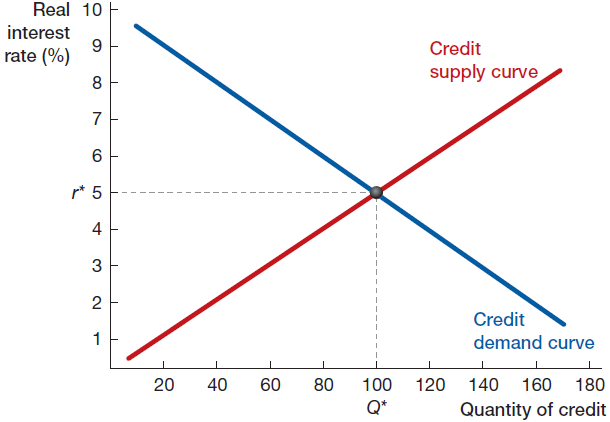 Real
interest
rate (%)
10
9
8
7
6
r* 5
4
3
2
1
Credit
supply curve
Credit
demand curve
20 40 60 80 100 120 140 160 180
Q*
Quantity of credit